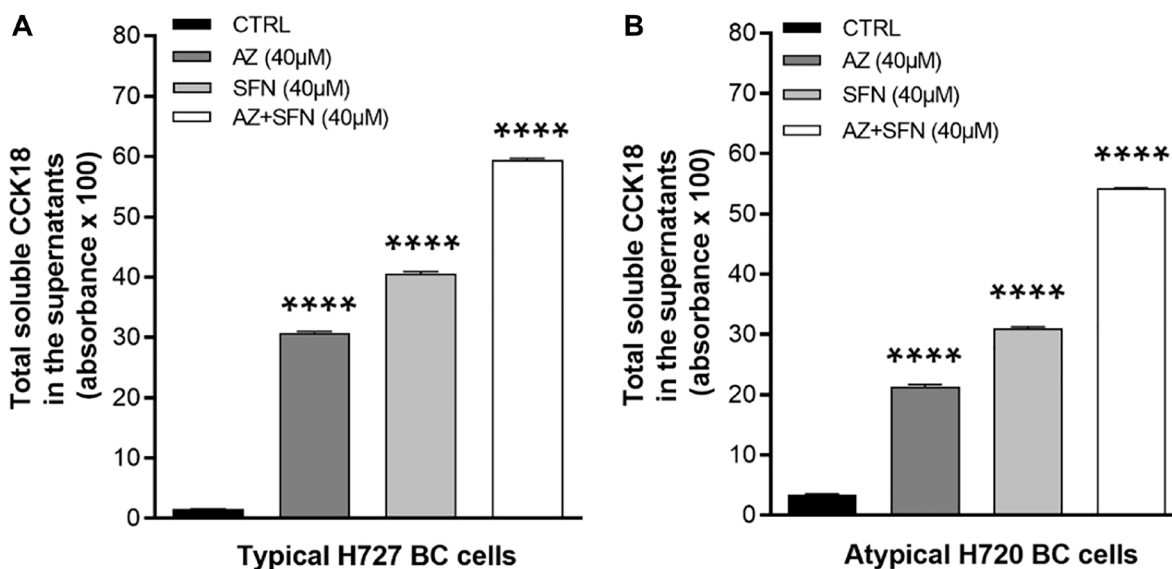 A
Total soluble CCK18
in the supernatants
(absorbance x 100)
80
70
60
50
40
30
20
10
0
CTRL
AZ (40µM)
SFN (40µM)
AZ+SFN (40µM)
****
****
****
Typical H727 BC cells
B
Total soluble CCK18
in the supernatants
(absorbance x 100)
80
70
60
50
40
30
20
10
0
CTRL
AZ (40µM)
SFN (40µM)
AZ+SFN (40µM)
****
****
****
Atypical H720 BC cells